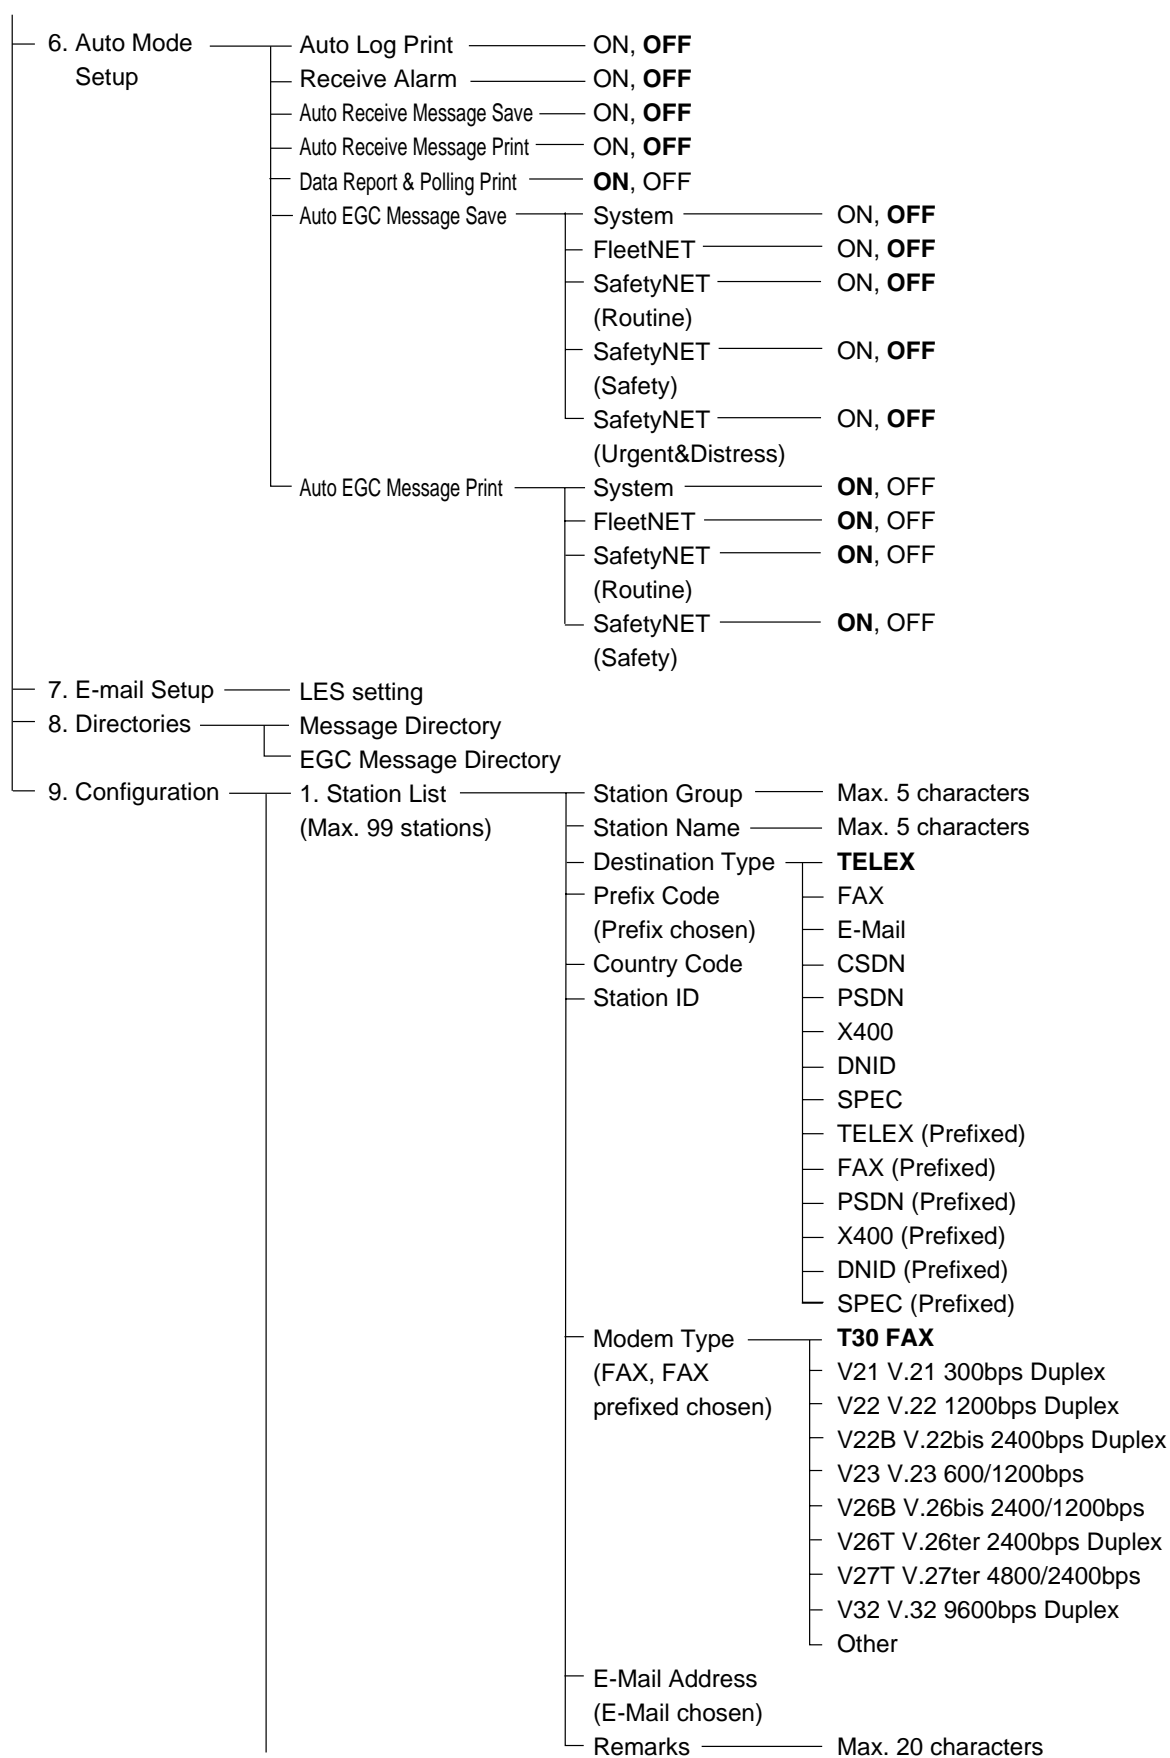 6. Auto Mode Auto Log Print ON, OFF
Setup Receive Alarm ON, OFF
Auto Receive Message Save ON, OFF
Auto Receive Message Print ON, OFF
Data Report & Polling Print ON, OFF
Auto EGC Message Save System ON, OFF
FleetNET ON, OFF
SafetyNET ON, OFF
(Routine)
SafetyNET ON, OFF
(Safety)
SafetyNET ON, OFF
(Urgent&Distress)
Auto EGC Message Print System ON, OFF
FleetNET ON, OFF
SafetyNET ON, OFF
(Routine)
SafetyNET ON, OFF
(Safety)
7. E-mail Setup LES setting
8. Directories Message Directory
EGC Message Directory
9. Configuration 1. Station List Station Group Max. 5 characters
(Max. 99 stations) Station Name Max. 5 characters
Destination Type TELEX
Prefix Code FAX
(Prefix chosen) E-Mail
Country Code CSDN
Station ID PSDN
X400
DNID
SPEC
TELEX (Prefixed)
FAX (Prefixed)
PSDN (Prefixed)
X400 (Prefixed)
DNID (Prefixed)
SPEC (Prefixed)
Modem Type T30 FAX
(FAX, FAX V21 V.21 300bps Duplex
prefixed chosen) V22 V.22 1200bps Duplex
V22B V.22bis 2400bps Duplex
V23 V.23 600/1200bps
V26B V.26bis 2400/1200bps
V26T V.26ter 2400bps Duplex
V27T V.27ter 4800/2400bps
V32 V.32 9600bps Duplex
Other
E-Mail Address
(E-Mail chosen)
Remarks Max. 20 characters